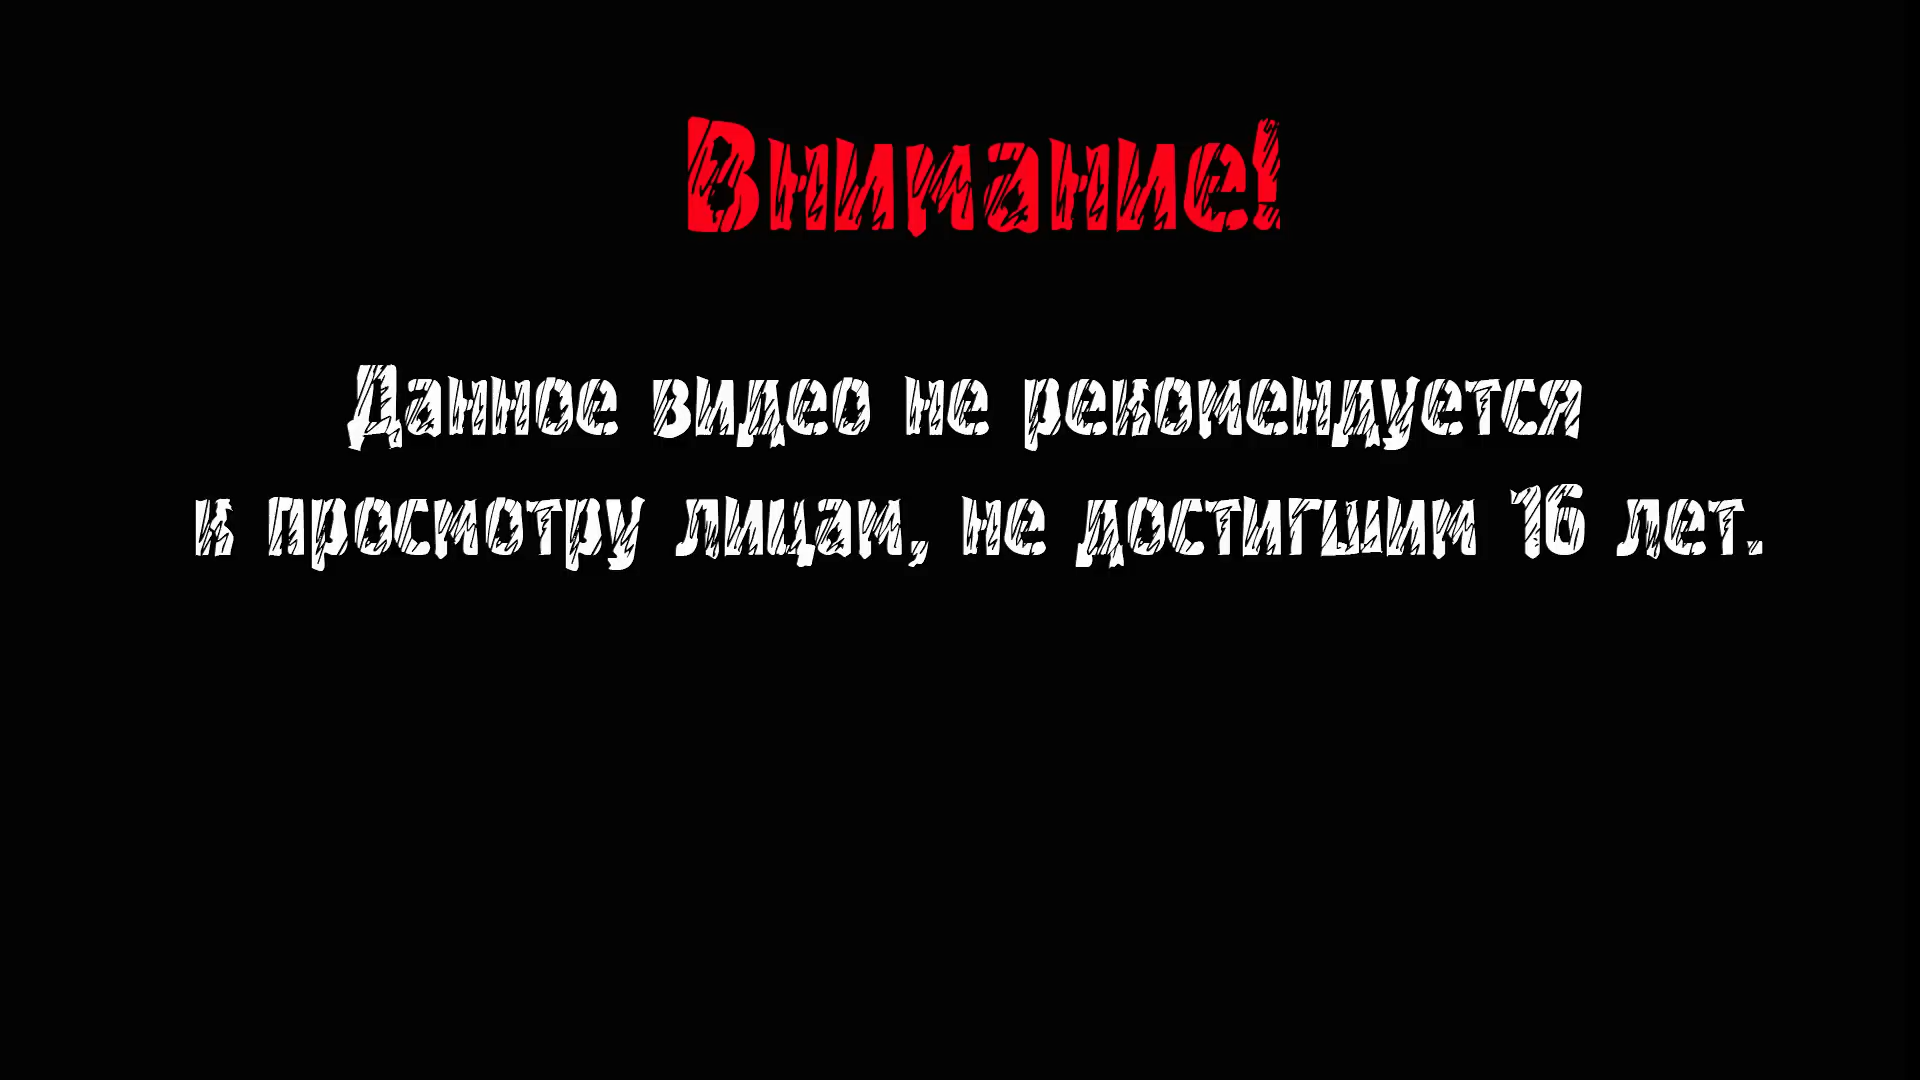 Внимание!
Данное видео не рекомендуется
к просмотру лицам, не достигшим 16 лет.